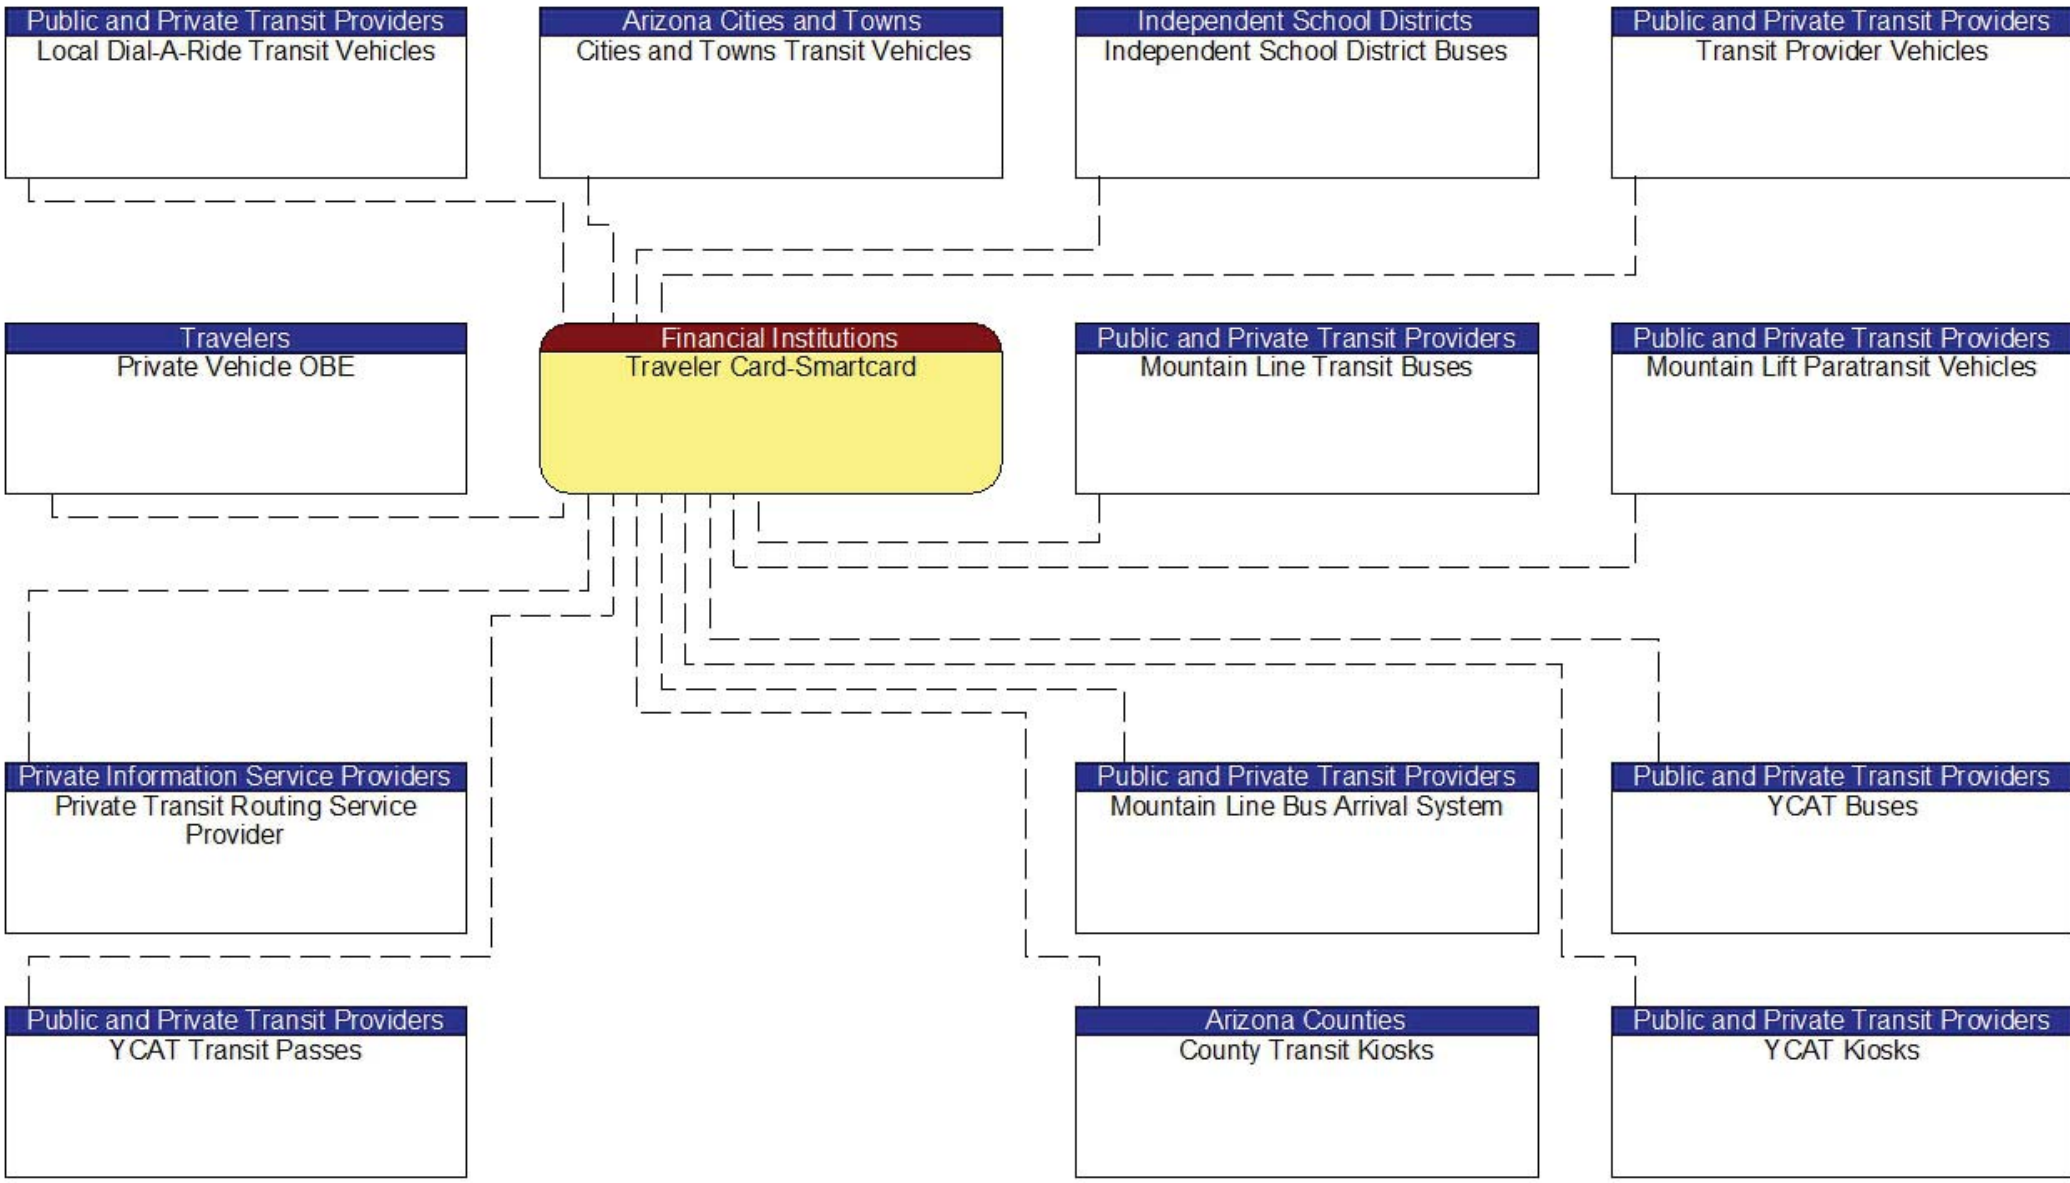 Public and Private Transit Providers
Local Dial-A-Ride Transit Vehicles
Arizona Cities and Towns
Cities and Towns Transit Vehicles
Independent School Districts
Independent School District Buses
Public and Private Transit Providers
Transit Provider Vehicles
Travelers
Private Vehicle OBE
Financial Institutions
Traveler Card-Smartcard
Public and Private Transit Providers
Mountain Line Transit Buses
Public and Private Transit Providers
Mountain Lift Paratransit Vehicles
Private Information Service Providers
Private Transit Routing Service
Provider
Public and Private Transit Providers
Mountain Line Bus Arrival System
Public and Private Transit Providers
YCAT Buses
Public and Private Transit Providers
YCAT Transit Passes
Arizona Counties
County Transit Kiosks
Public and Private Transit Providers
YCAT Kiosks